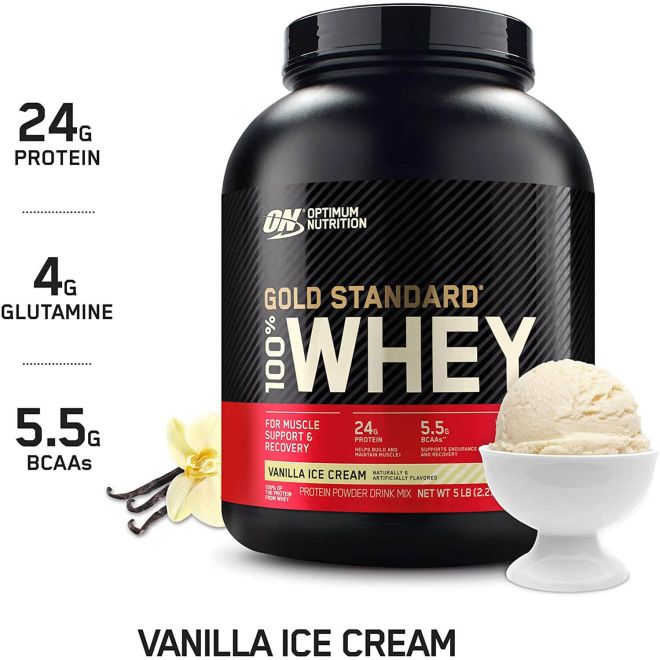 24G
PROTEIN
4G
GLUTAMINE
5.5G
BCAAs
ON OPTIMUM
NUTRITION
GOLD STANDARD®
100% WHEY
FOR MUSCLE
SUPPORT &
RECOVERY
24G
PROTEIN
HELPS BUILD AND
MAINTAIN MUSCLE†
5.5G
BCAAs**
SUPPORTS ENDURANCE
AND RECOVERY
VANILLA ICE CREAM
NATURALLY &
ARTIFICIALLY FLAVORED
100% OF
THE PROTEIN
FROM WHEY
PROTEIN POWDER DRINK MIX NET WT 5 LB (2.2
VANILLA ICE CREAM